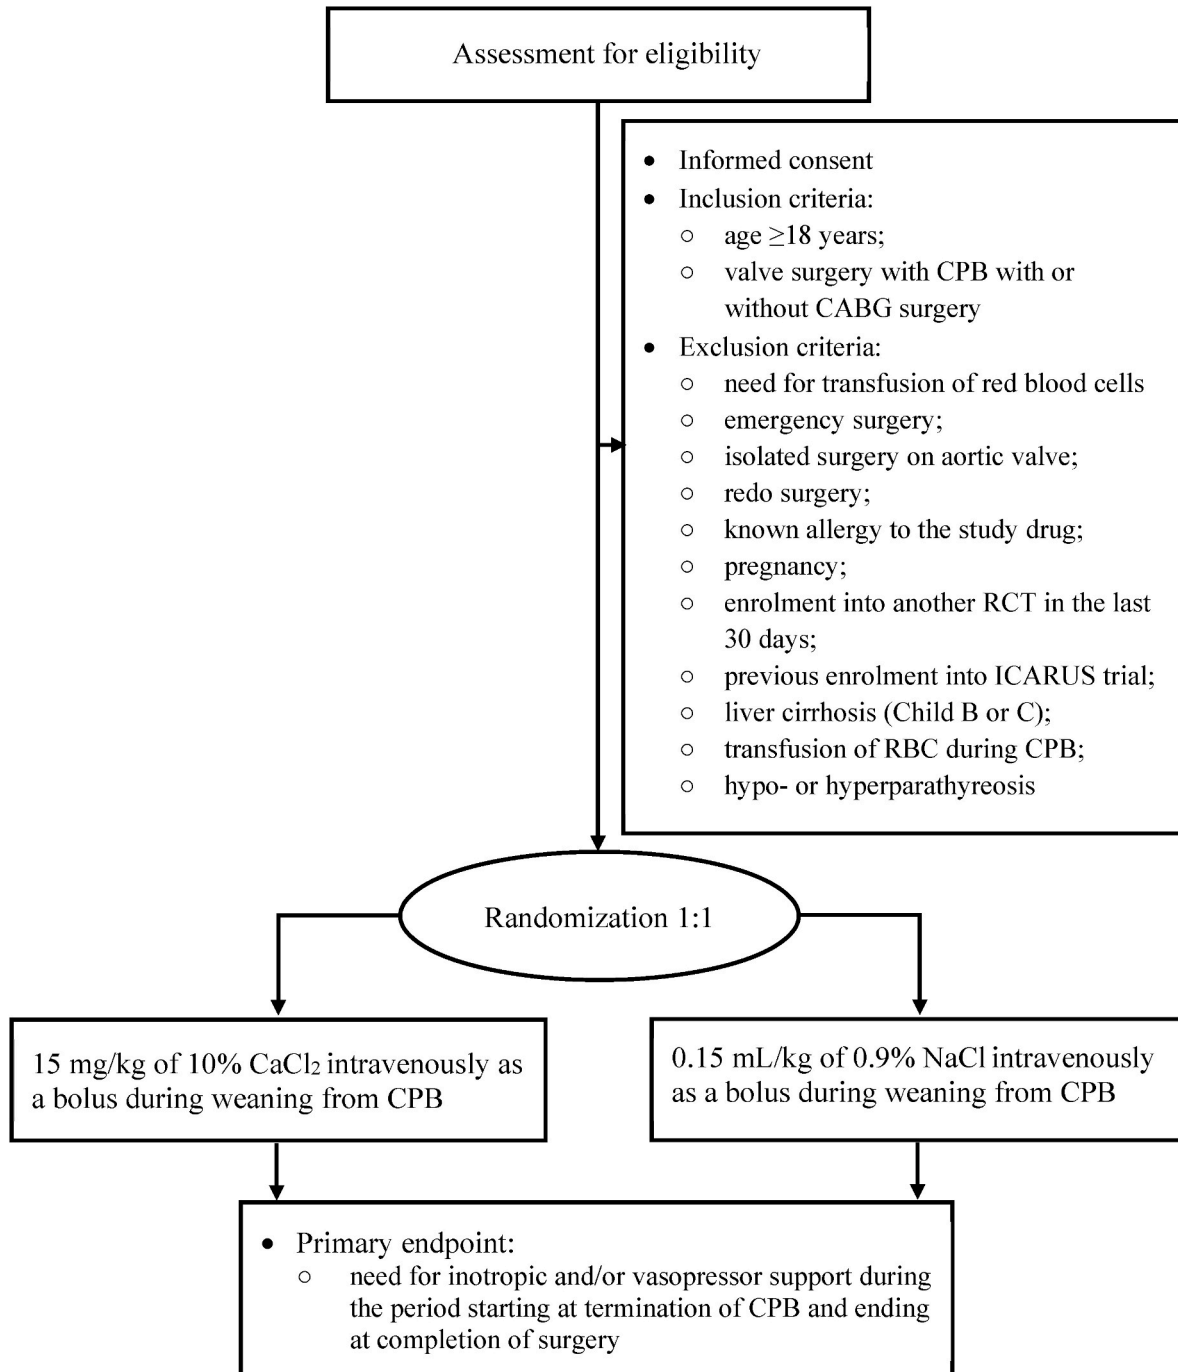 Assessment for eligibility
• Informed consent
• Inclusion criteria:
○ age ≥18 years;
○ valve surgery with CPB with or
without CABG surgery
• Exclusion criteria:
○ need for transfusion of red blood cells
○ emergency surgery;
○ isolated surgery on aortic valve;
○ redo surgery;
○ known allergy to the study drug;
○ pregnancy;
○ enrolment into another RCT in the last
30 days;
○ previous enrolment into ICARUS trial;
○ liver cirrhosis (Child B or C);
○ transfusion of RBC during CPB;
○ hypo- or hyperparathyreosis
Randomization 1:1
15 mg/kg of 10% CaCl₂ intravenously as
a bolus during weaning from CPB
0.15 mL/kg of 0.9% NaCl intravenously
as a bolus during weaning from CPB
• Primary endpoint:
○ need for inotropic and/or vasopressor support during
the period starting at termination of CPB and ending
at completion of surgery